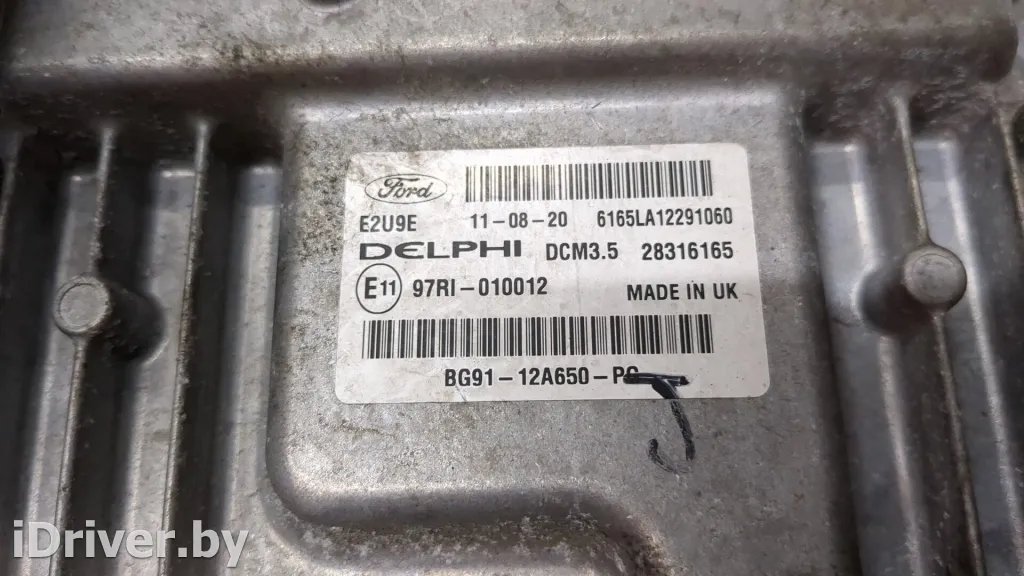 Ford
E2U9E 11-08-20 6165LA12291060
DELPHI DCM3.5 28316165
E11 97RI-010012 MADE IN UK
BG91-12A650-PG
J
iDriver.by